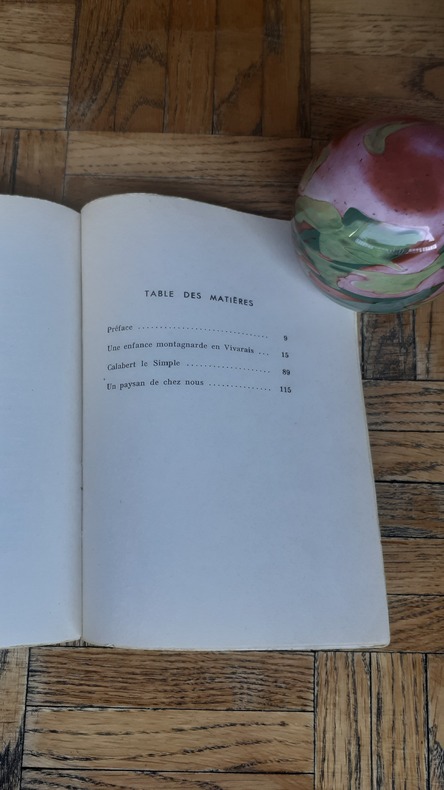 TABLE DES MATIÈRES
Préface ............................ 9
Une enfance montagnarde en Vivarais ... 15
Calabert le Simple .................. 89
Un paysan de chez nous ............. 115